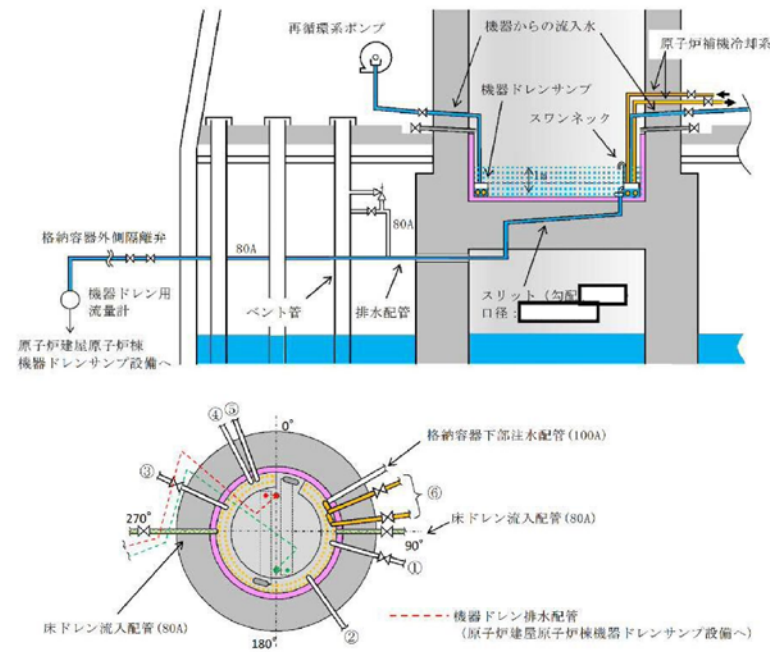 再循環系ポンプ
機器からの流入水
原子炉補機冷却系
機器ドレンサンプ
スワンネック
1m
80A
格納容器外側隔離弁
80A
機器ドレン用
流量計
ベント管
排水配管
スリット（勾配
口径：
原子炉建屋原子炉棟
機器ドレンサンプ設備へ
④
⑤
0°
格納容器下部注水配管(100A)
③
⑥
270°
床ドレン流入配管(80A)
90°
①
床ドレン流入配管(80A)
②
180°
機器ドレン排水配管
(原子炉建屋原子炉棟機器ドレンサンプ設備へ)